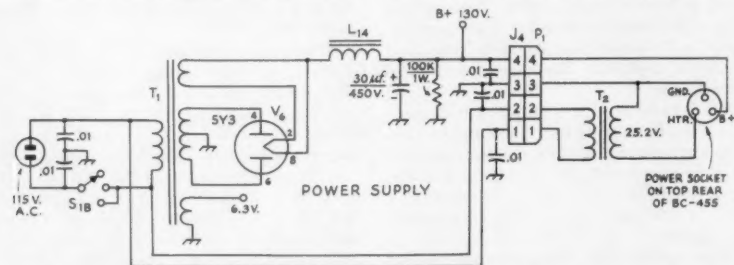 L14
B+ 130V.
J4 P1
4 4
3 3
2 2
1 1
.01
.01
.01
100K
1W.
30 μf.
450V.
+
T1
.01
.01
115 V.
A.C.
S1B
5Y3
V6
4
2
8
6
6.3V.
POWER SUPPLY
T2
25.2V.
GND.
HTR.
B+
POWER SOCKET
ON TOP REAR
OF BC-455